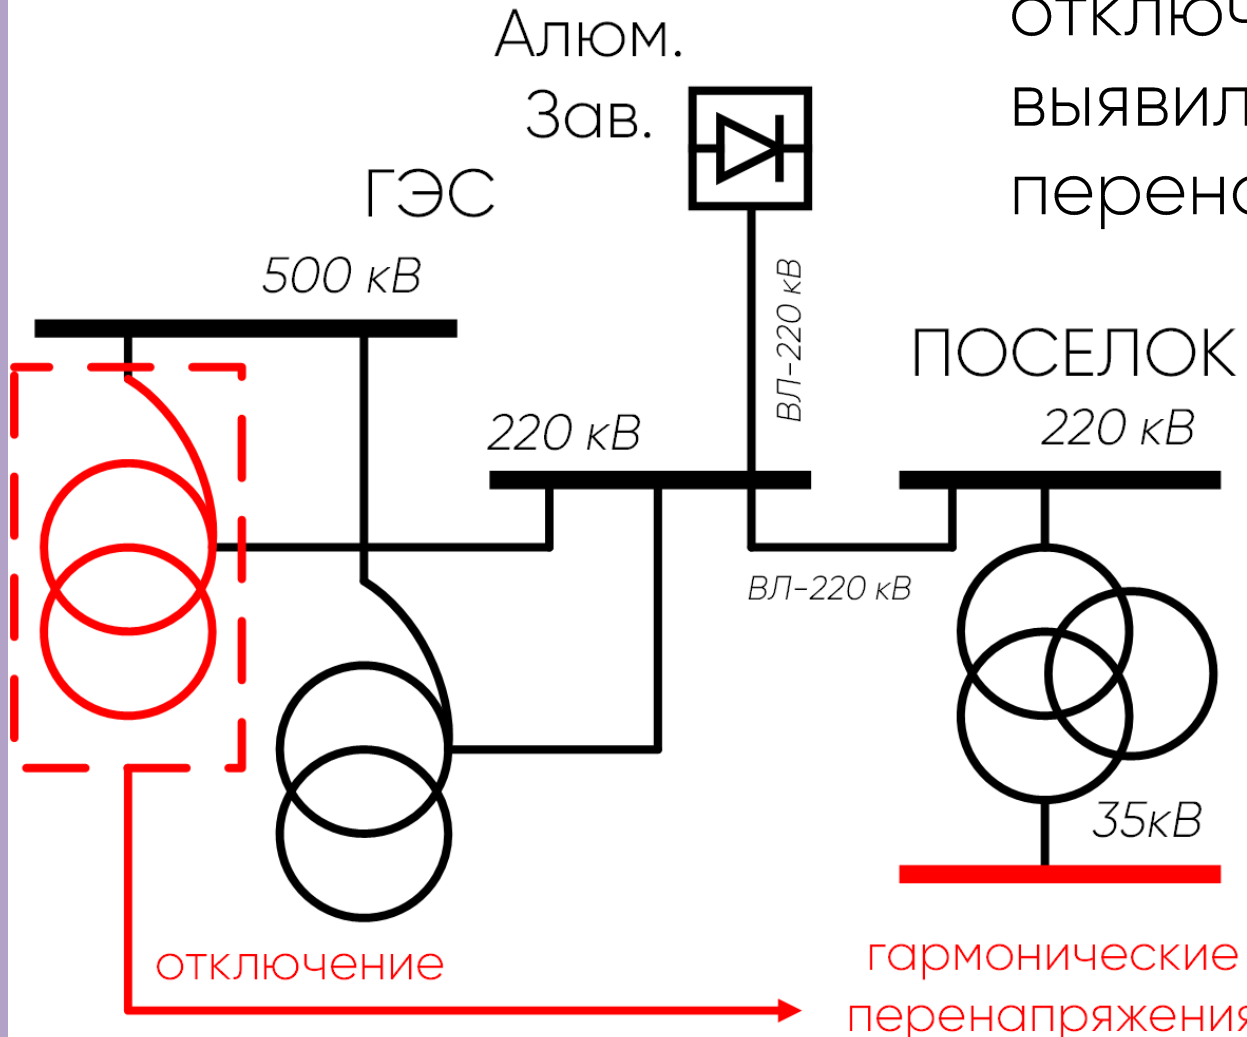 Алюм.
Зав.
ГЭС
500 кВ
220 кВ
ВЛ-220 кВ
ВЛ-220 кВ
ПОСЕЛОК
220 кВ
35кВ
отключение
гармонические
перенапряжения